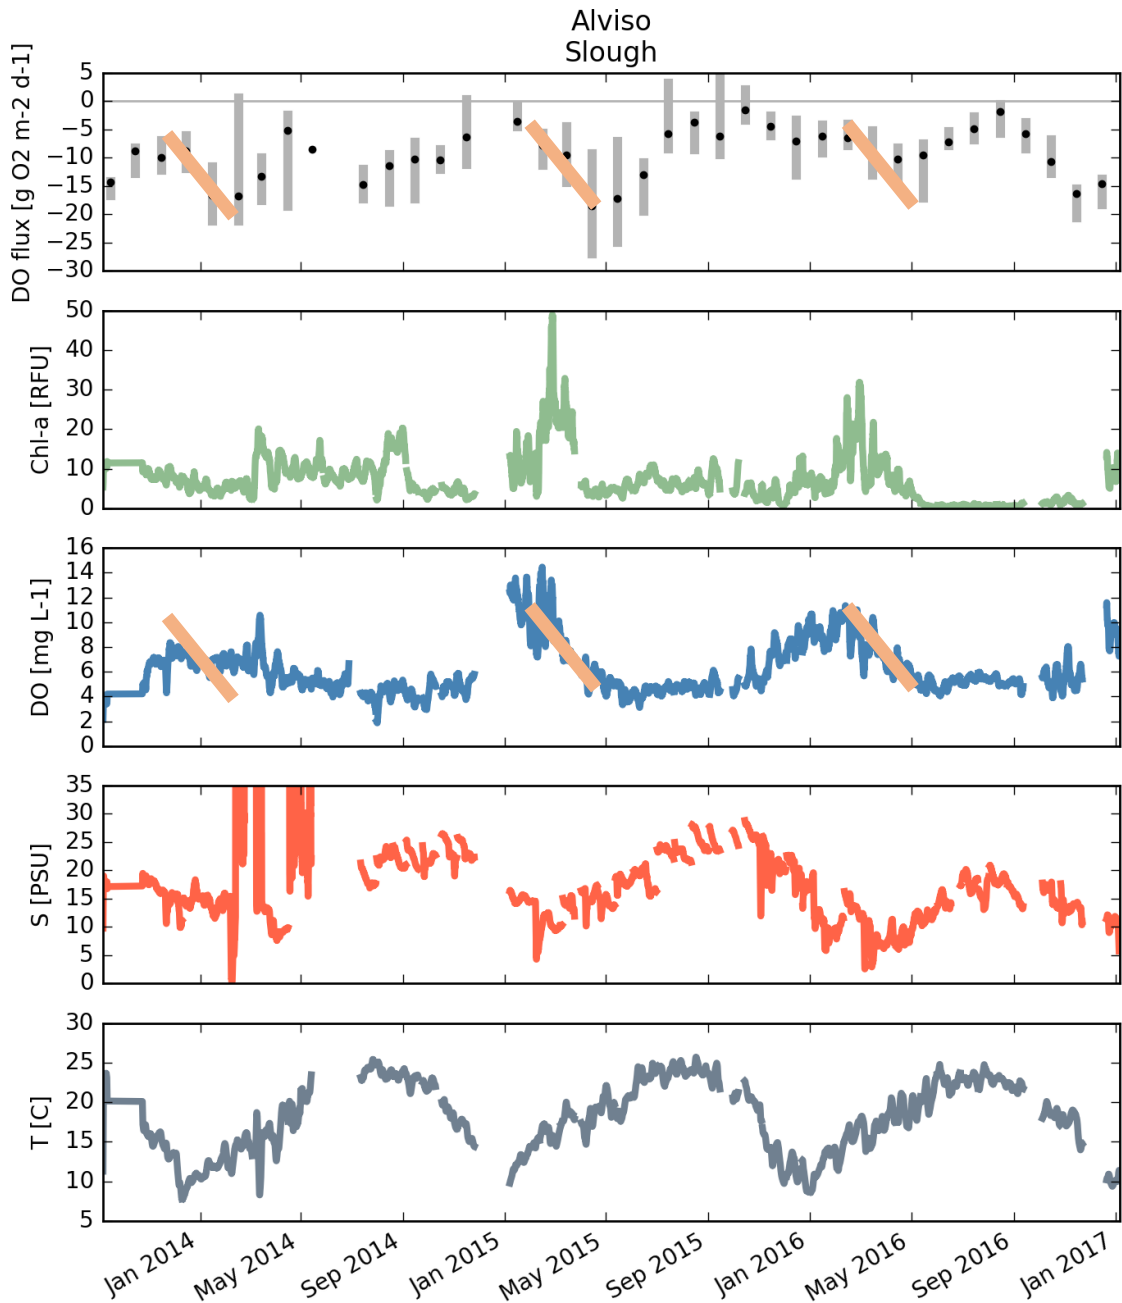 Alviso
Slough
DO flux [g O2 m-2 d-1]
5
0
−5
−10
−15
−20
−25
−30
Chl-a [RFU]
50
40
30
20
10
0
DO [mg L-1]
16
14
12
10
8
6
4
2
0
S [PSU]
35
30
25
20
15
10
5
0
T [C]
30
25
20
15
10
5
Jan 2014
May 2014
Sep 2014
Jan 2015
May 2015
Sep 2015
Jan 2016
May 2016
Sep 2016
Jan 2017